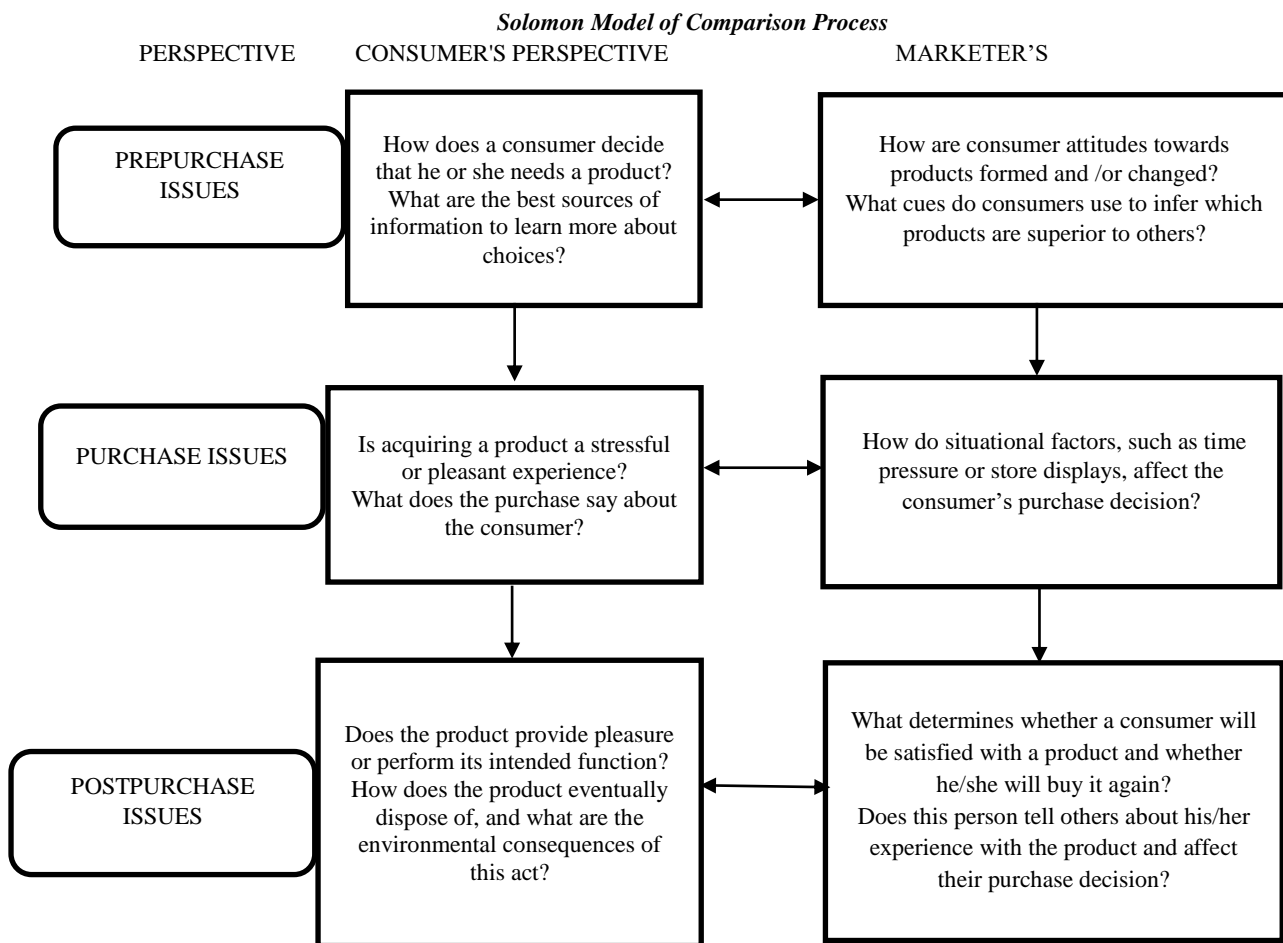 Solomon Model of Comparison Process
PERSPECTIVE CONSUMER'S PERSPECTIVE MARKETER’S
PREPURCHASE
ISSUES
How does a consumer decide
that he or she needs a product?
What are the best sources of
information to learn more about
choices?
How are consumer attitudes towards
products formed and /or changed?
What cues do consumers use to infer which
products are superior to others?
PURCHASE ISSUES
Is acquiring a product a stressful
or pleasant experience?
What does the purchase say about
the consumer?
How do situational factors, such as time
pressure or store displays, affect the
consumer’s purchase decision?
POSTPURCHASE
ISSUES
Does the product provide pleasure
or perform its intended function?
How does the product eventually
dispose of, and what are the
environmental consequences of
this act?
What determines whether a consumer will
be satisfied with a product and whether
he/she will buy it again?
Does this person tell others about his/her
experience with the product and affect
their purchase decision?